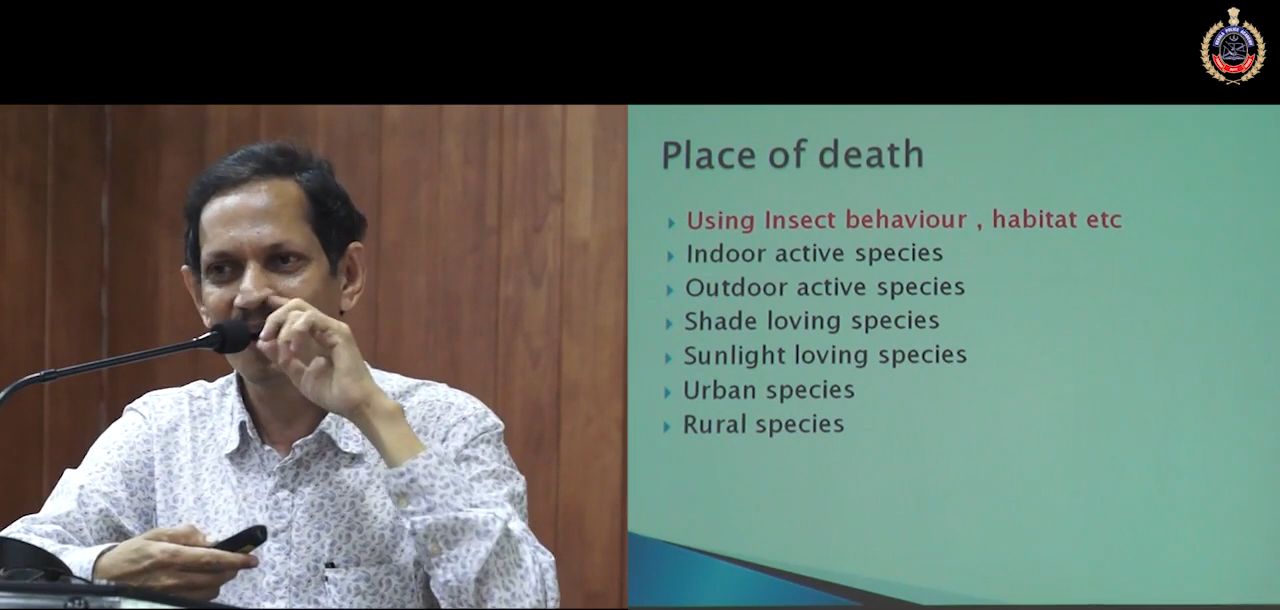 Place of death
Using Insect behaviour , habitat etc
Indoor active species
Outdoor active species
Shade loving species
Sunlight loving species
Urban species
Rural species